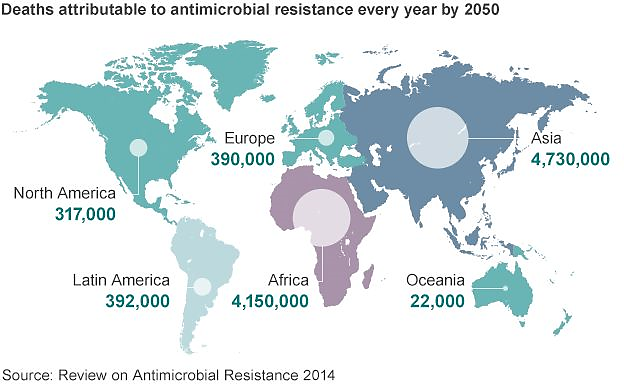 Deaths attributable to antimicrobial resistance every year by 2050
Europe
390,000
Asia
4,730,000
North America
317,000
Latin America
392,000
Africa
4,150,000
Oceania
22,000
Source: Review on Antimicrobial Resistance 2014